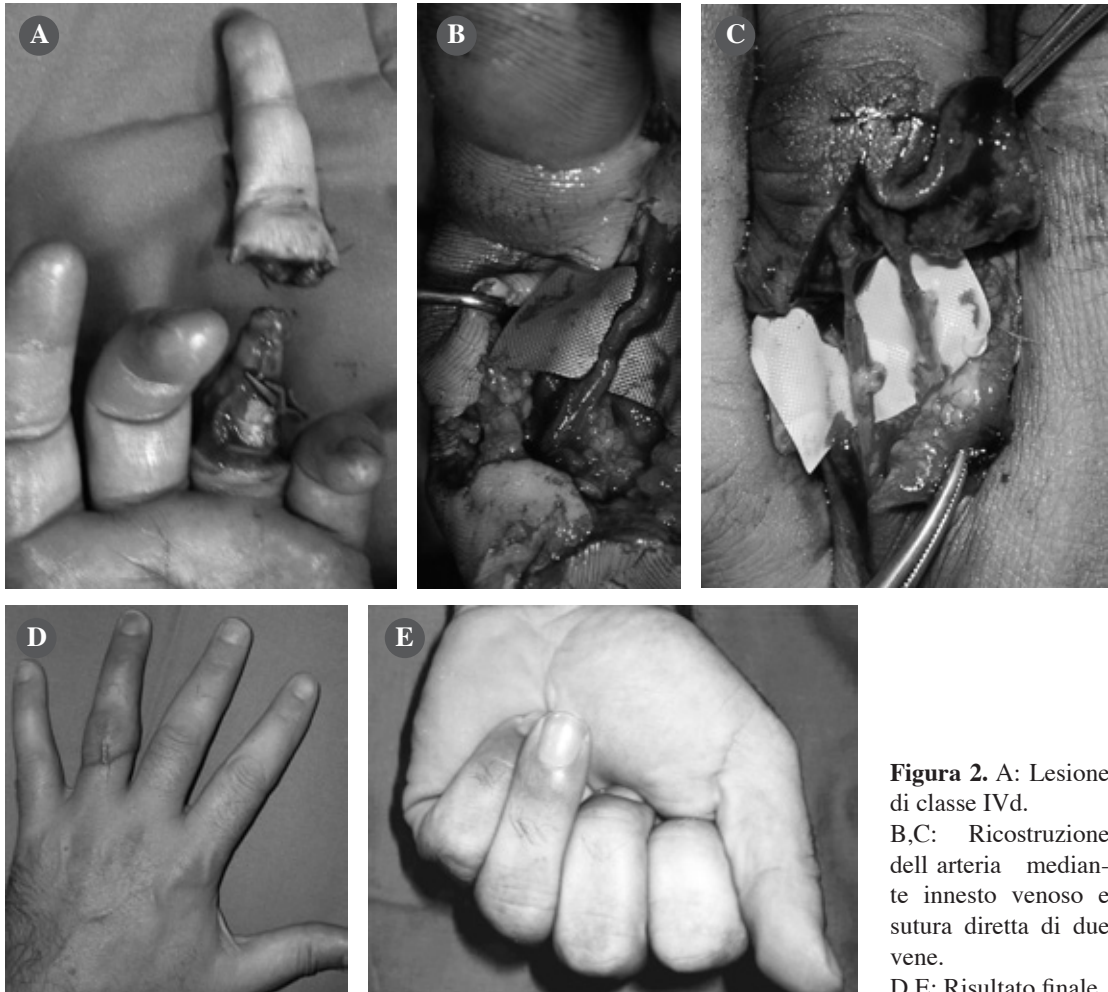 A
B
C
D
E
Figura 2. A: Lesione
di classe IVd.
B,C: Ricostruzione
dell arteria median-
te innesto venoso e
sutura diretta di due
vene.
D,E: Risultato finale.